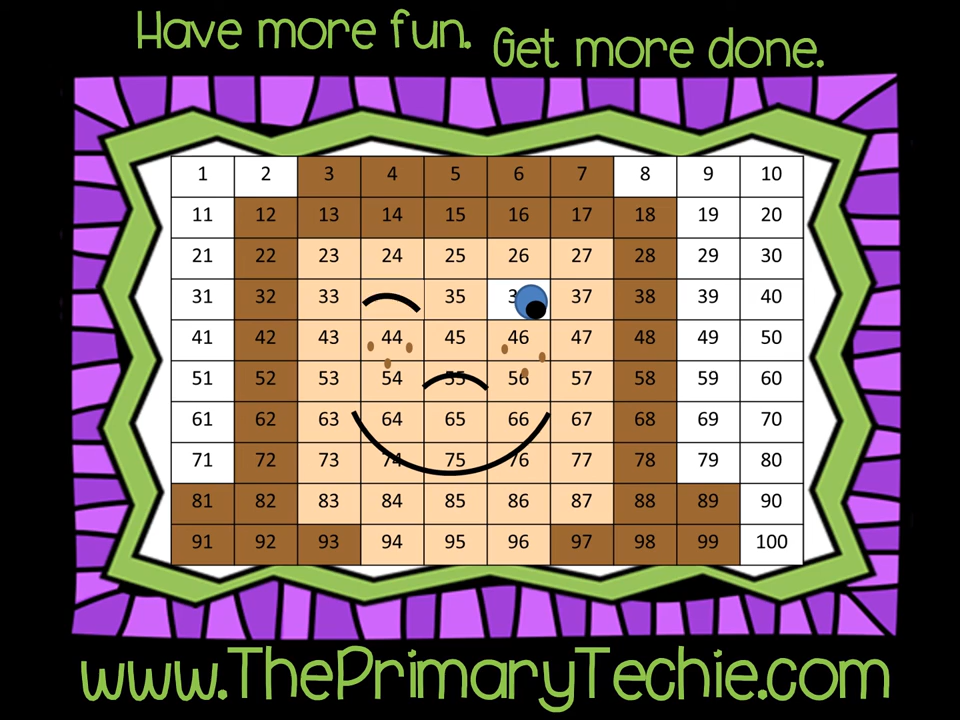 Have more fun. Get more done.
1 2 3 4 5 6 7 8 9 10
11 12 13 14 15 16 17 18 19 20
21 22 23 24 25 26 27 28 29 30
31 32 33 35 37 38 39 40
41 42 43 44 45 46 47 48 49 50
51 52 53 54 55 56 57 58 59 60
61 62 63 64 65 66 67 68 69 70
71 72 73 74 75 76 77 78 79 80
81 82 83 84 85 86 87 88 89 90
91 92 93 94 95 96 97 98 99 100
www.ThePrimaryTechie.com